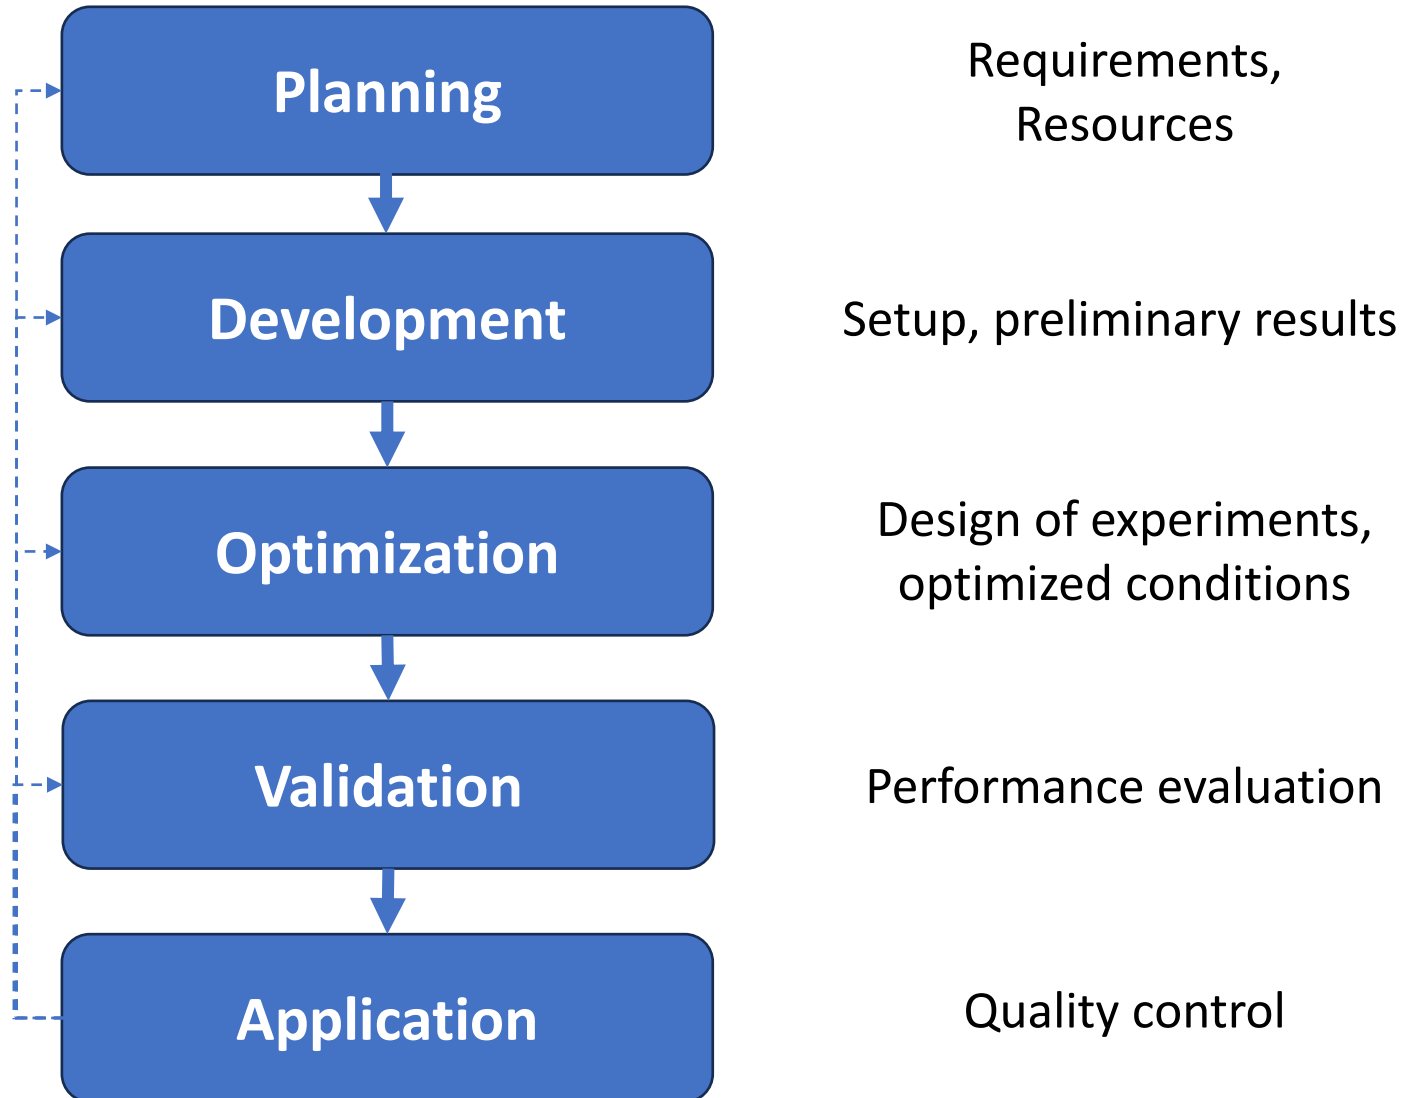 Planning
Requirements,
Resources
Development
Setup, preliminary results
Optimization
Design of experiments,
optimized conditions
Validation
Performance evaluation
Application
Quality control